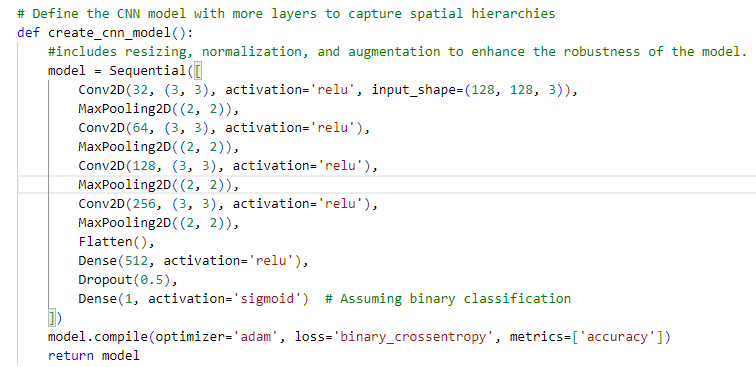 # Define the CNN model with more layers to capture spatial hierarchies
def create_cnn_model():
    #includes resizing, normalization, and augmentation to enhance the robustness of the model.
    model = Sequential([
        Conv2D(32, (3, 3), activation='relu', input_shape=(128, 128, 3)),
        MaxPooling2D((2, 2)),
        Conv2D(64, (3, 3), activation='relu'),
        MaxPooling2D((2, 2)),
        Conv2D(128, (3, 3), activation='relu'),
        MaxPooling2D((2, 2)),
        Conv2D(256, (3, 3), activation='relu'),
        MaxPooling2D((2, 2)),
        Flatten(),
        Dense(512, activation='relu'),
        Dropout(0.5),
        Dense(1, activation='sigmoid')  # Assuming binary classification
    ])
    model.compile(optimizer='adam', loss='binary_crossentropy', metrics=['accuracy'])
    return model